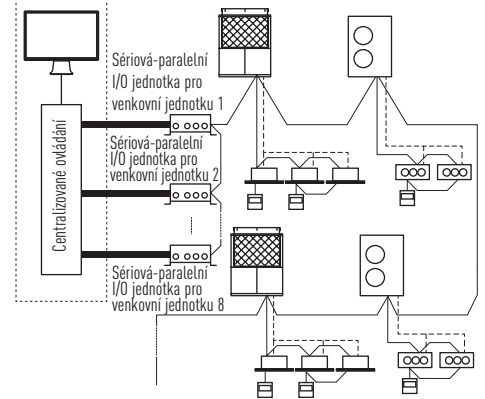 Sériová-paralelní
I/O jednotka pro
venkovní jednotku 1
Sériová-paralelní
I/O jednotka pro
venkovní jednotku 2
Centralizované ovládání
Sériová-paralelní
I/O jednotka pro
venkovní jednotku 8